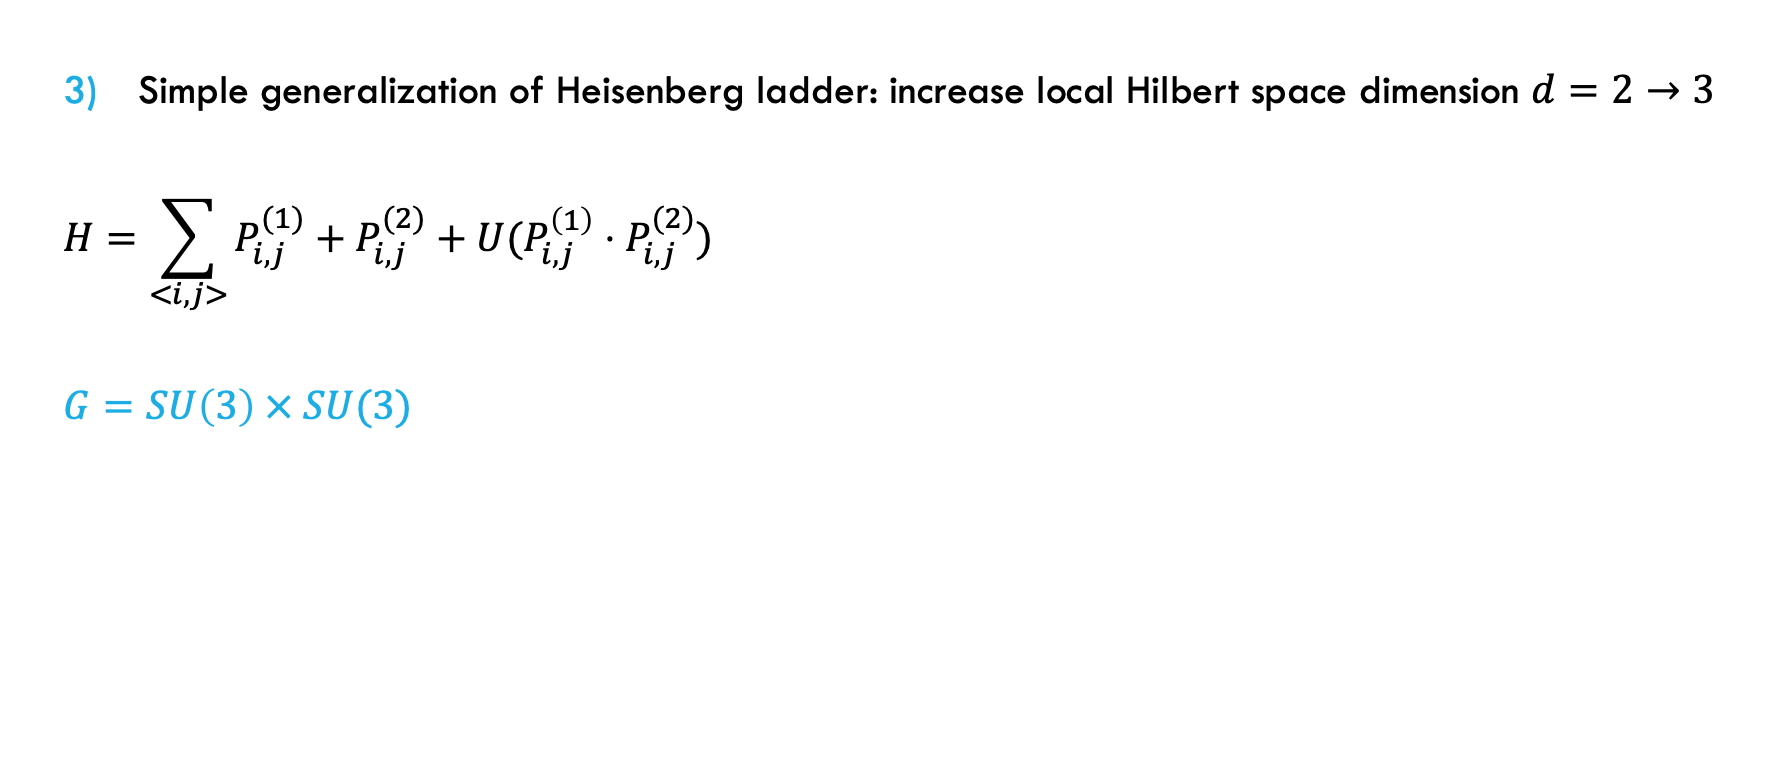 3) Simple generalization of Heisenberg ladder: increase local Hilbert space dimension 𝑑 = 2 → 3
𝐻 = ∑_{<𝑖,𝑗>} 𝑃_{𝑖,𝑗}^{(1)} + 𝑃_{𝑖,𝑗}^{(2)} + 𝑈(𝑃_{𝑖,𝑗}^{(1)} · 𝑃_{𝑖,𝑗}^{(2)})
𝐺 = 𝑆𝑈(3) × 𝑆𝑈(3)